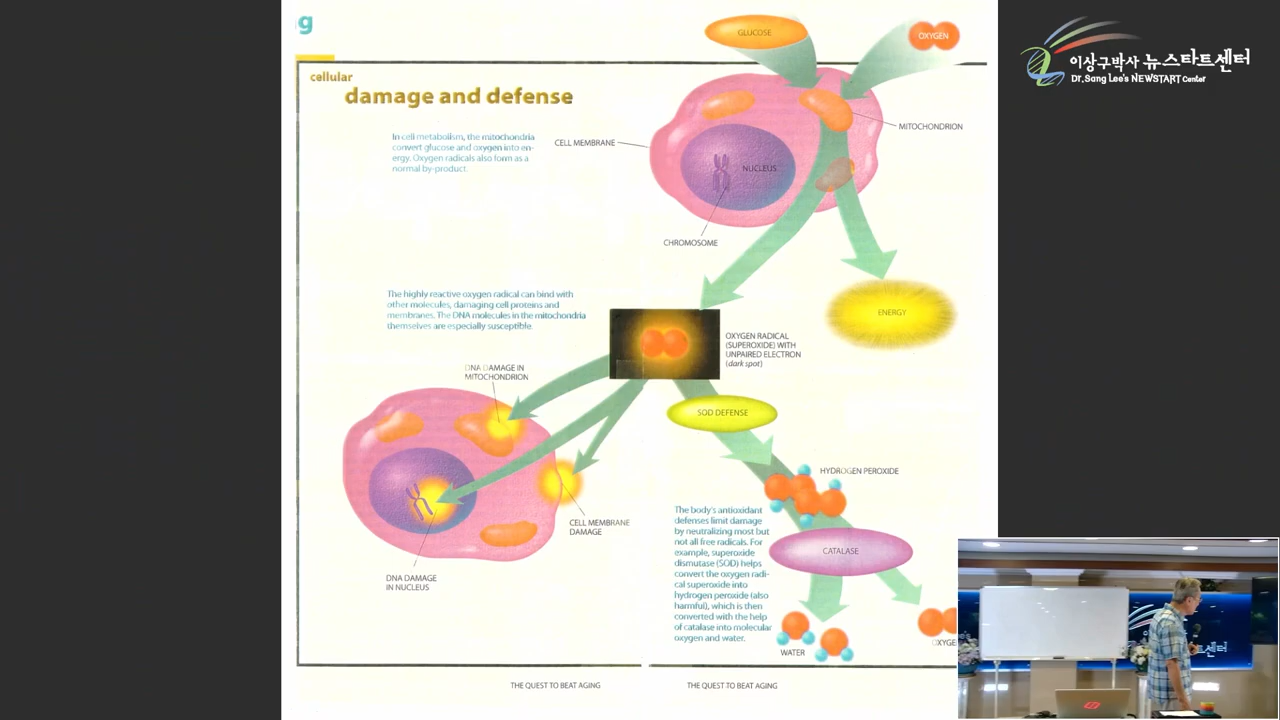 g
GLUCOSE
OXYGEN
이상구박사 뉴스타트센터
Dr. Sang Lee's NEWSTART Center
cellular
damage and defense
In cell metabolism, the mitochondria
convert glucose and oxygen into en-
ergy. Oxygen radicals also form as a
normal by-product.
CELL MEMBRANE
MITOCHONDRION
NUCLEUS
CHROMOSOME
The highly reactive oxygen radical can bind with
other molecules, damaging cell proteins and
membranes. The DNA molecules in the mitochondria
themselves are especially susceptible.
ENERGY
OXYGEN RADICAL
(SUPEROXIDE) WITH
UNPAIRED ELECTRON
(dark spot)
DNA DAMAGE IN
MITOCHONDRION
SOD DEFENSE
HYDROGEN PEROXIDE
CELL MEMBRANE
DAMAGE
DNA DAMAGE
IN NUCLEUS
The body's antioxidant
defenses limit damage
by neutralizing most but
not all free radicals. For
example, superoxide
dismutase (SOD) helps
convert the oxygen radi-
cal superoxide into
hydrogen peroxide (also
harmful), which is then
converted with the help
of catalase into molecular
oxygen and water.
CATALASE
WATER
OXYGE
THE QUEST TO BEAT AGING
THE QUEST TO BEAT AGING